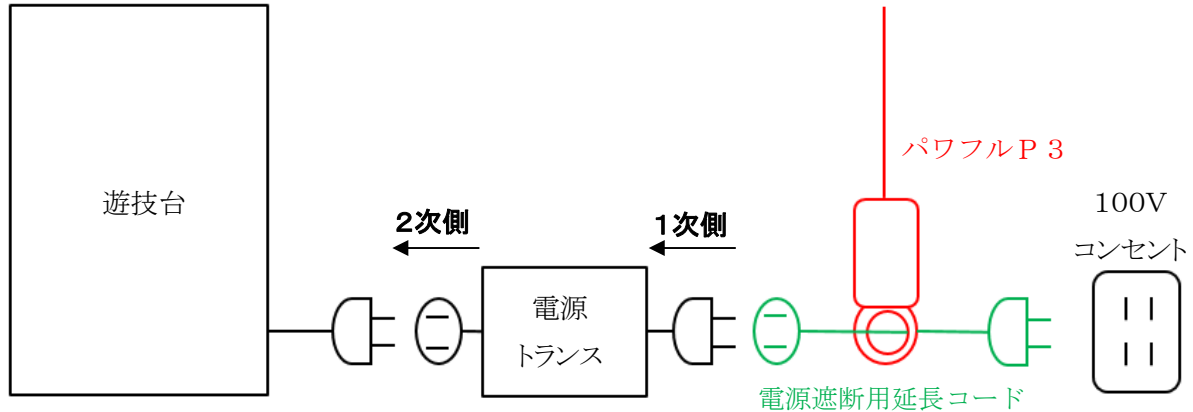 パワフルP3
遊技台
100V
コンセント
2次側
1次側
電源
トランス
電源遮断用延長コード